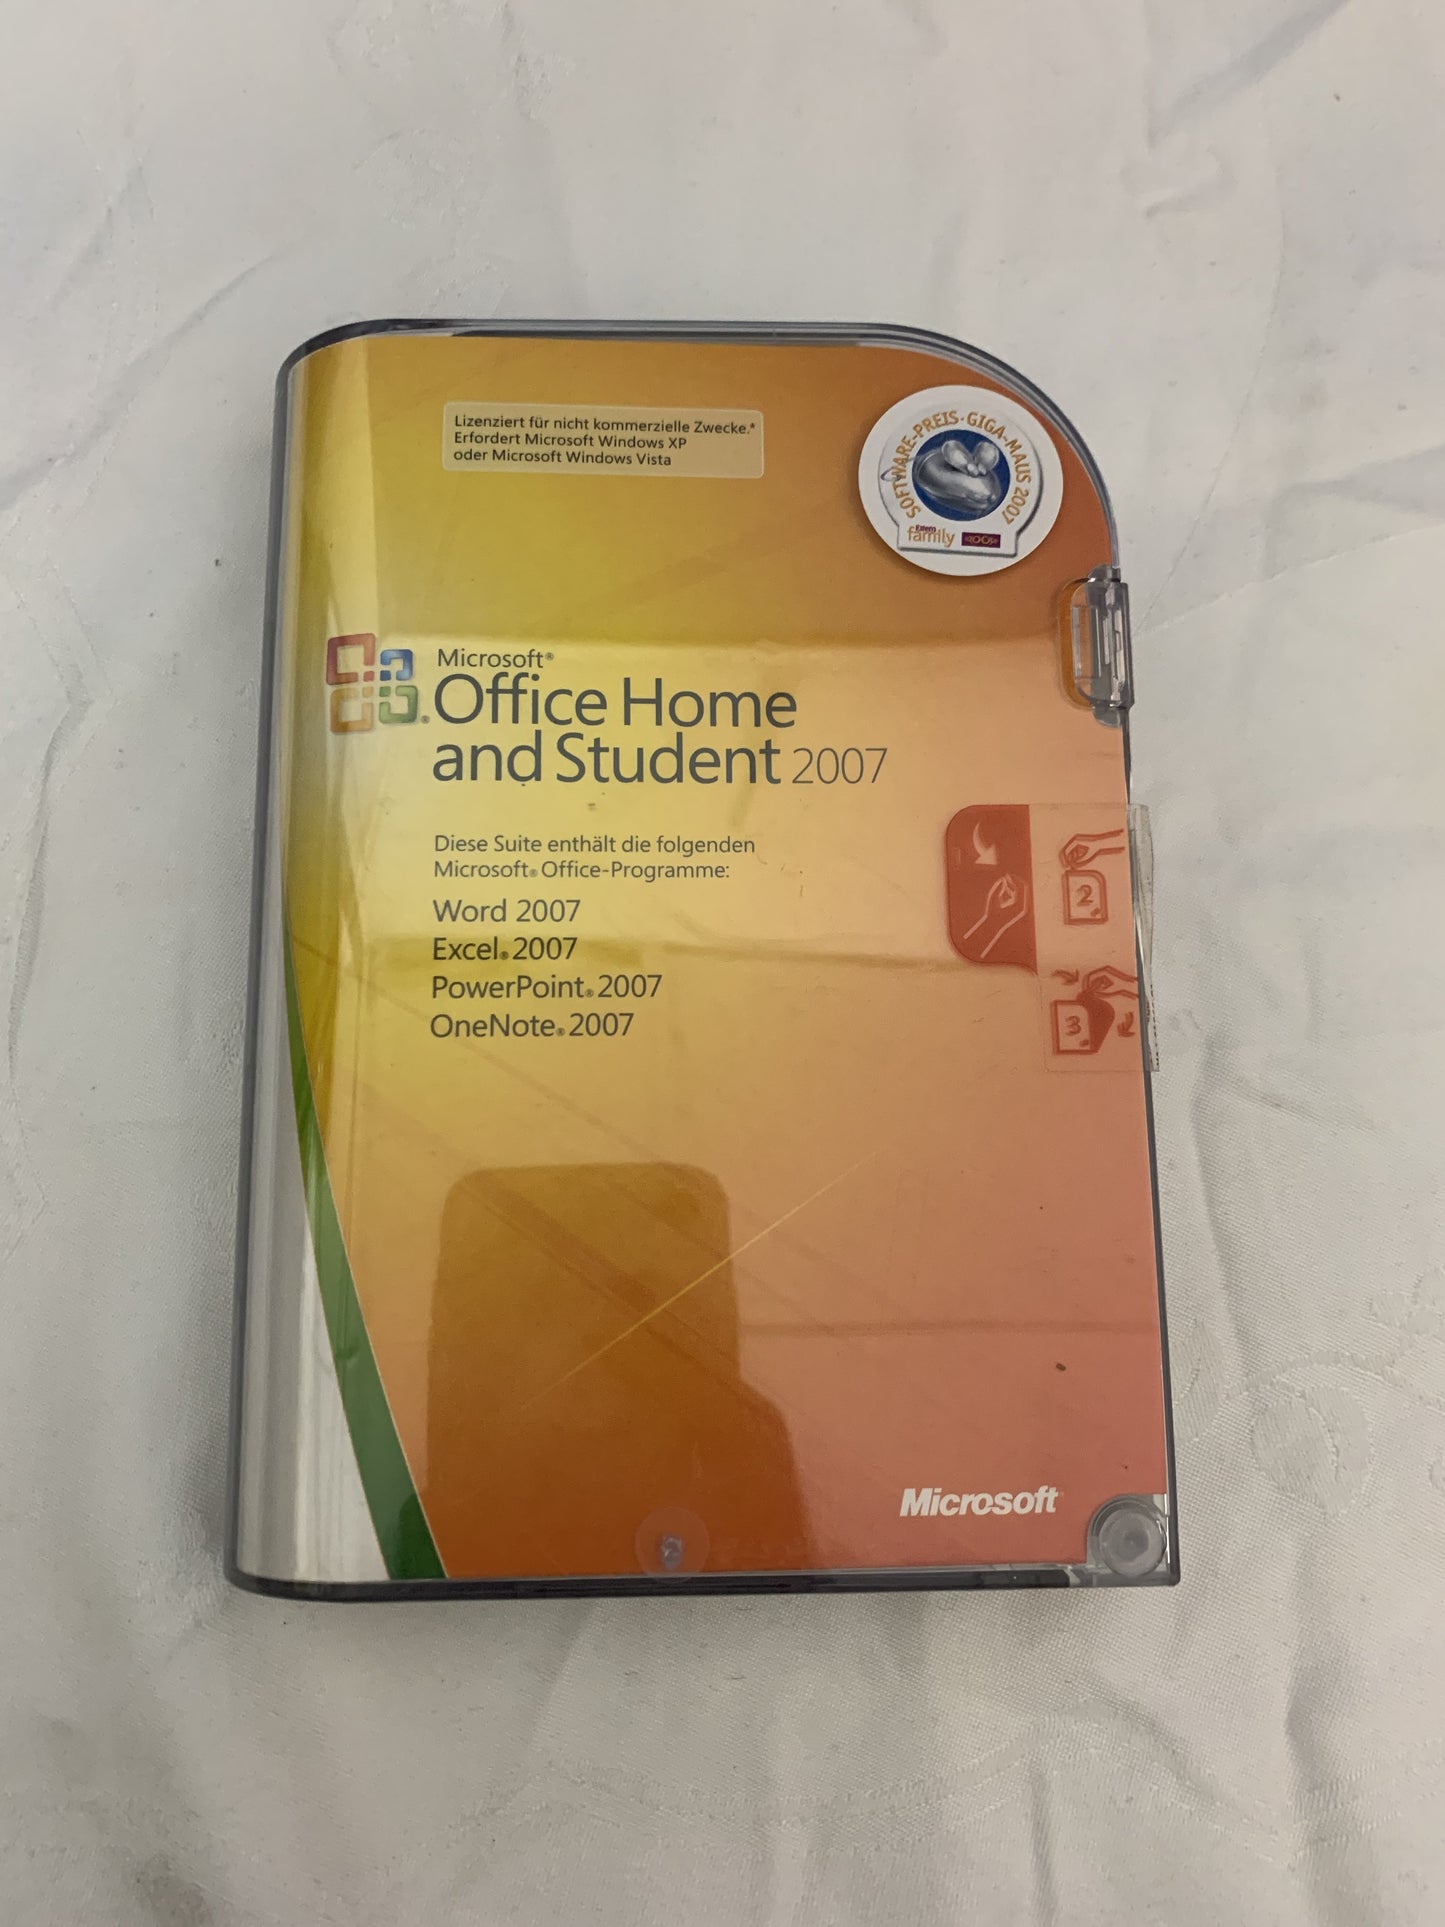 Lizenziert für nicht kommerzielle Zwecke.*
Erfordert Microsoft Windows XP
oder Microsoft Windows Vista
SOFTWARE-PREIS·GIGA-MAUS 2007
Eltern
family
Microsoft®
Office Home
and Student 2007
Diese Suite enthält die folgenden
Microsoft® Office-Programme:
Word 2007
Excel® 2007
PowerPoint® 2007
OneNote® 2007
2
3
Microsoft